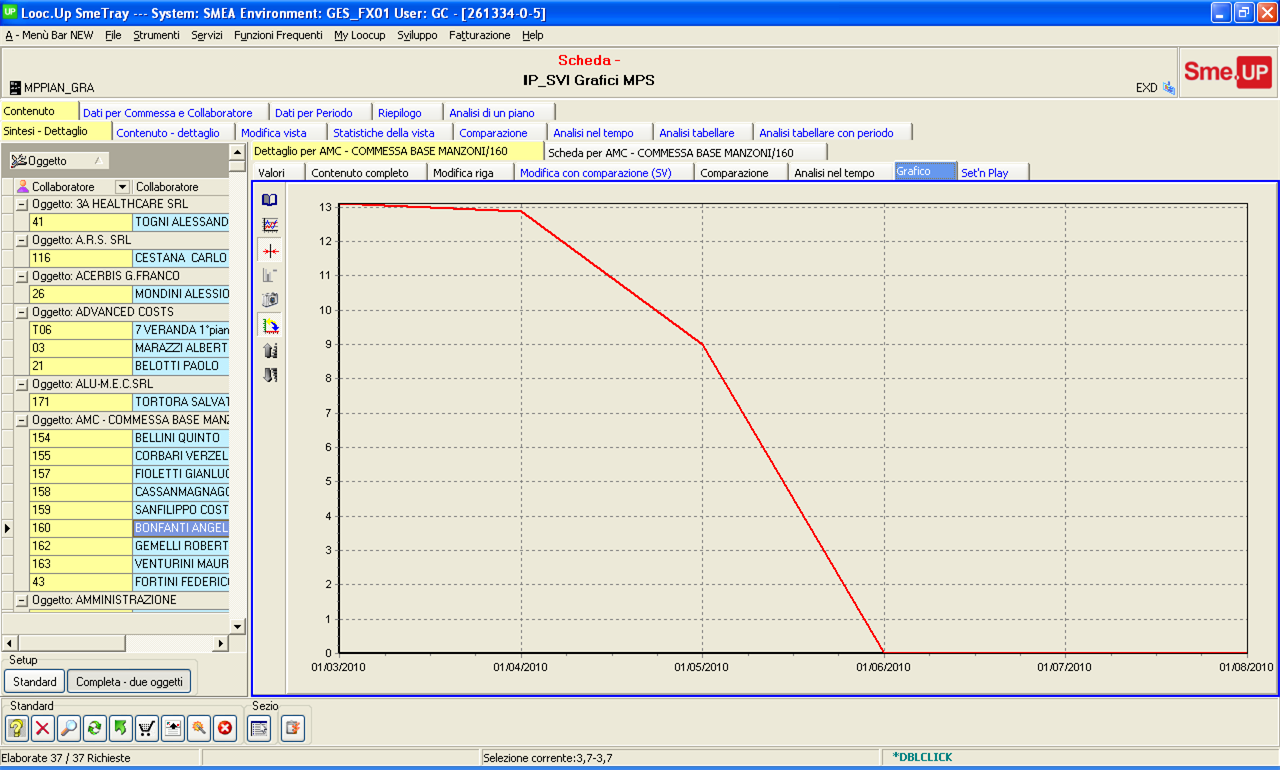 UP Looc.Up SmeTray --- System: SMEA Environment: GES_FX01 User: GC - [261334-0-5]
A - Menù Bar NEW File Strumenti Servizi Funzioni Frequenti My Loocup Sviluppo Fatturazione Help
Scheda -
IP_SVI Grafici MPS
MPPIAN_GRA
EXD
Sme.UP
Contenuto Dati per Commessa e Collaboratore Dati per Periodo Riepilogo Analisi di un piano
Sintesi - Dettaglio Contenuto - dettaglio Modifica vista Statistiche della vista Comparazione Analisi nel tempo Analisi tabellare Analisi tabellare con periodo
Oggetto
Collaboratore Collaboratore
Oggetto: 3A HEALTHCARE SRL
41 TOGNI ALESSAND
Oggetto: A.R.S. SRL
116 CESTANA CARLO
Oggetto: ACERBIS G.FRANCO
26 MONDINI ALESSIO
Oggetto: ADVANCED COSTS
T06 7 VERANDA 1°pian
03 MARAZZI ALBERT
21 BELOTTI PAOLO
Oggetto: ALU-M.E.C.SRL
171 TORTORA SALVAT
Oggetto: AMC - COMMESSA BASE MANZ
154 BELLINI QUINTO
155 CORBARI VERZEL
157 FIOLETTI GIANLUC
158 CASSANMAGNAGO
159 SANFILIPPO COST
160 BONFANTI ANGEL
162 GEMELLI ROBERT
163 VENTURINI MAUR
43 FORTINI FEDERICO
Oggetto: AMMINISTRAZIONE
Setup
Standard Completa - due oggetti
Dettaglio per AMC - COMMESSA BASE MANZONI/160 Scheda per AMC - COMMESSA BASE MANZONI/160
Valori Contenuto completo Modifica riga Modifica con comparazione (SV) Comparazione Analisi nel tempo Grafico Set'n Play
13
12
11
10
9
8
7
6
5
4
3
2
1
0
01/03/2010 01/04/2010 01/05/2010 01/06/2010 01/07/2010 01/08/2010
Standard Sezio
Elaborate 37 / 37 Richieste Selezione corrente:3,7-3,7 *DBLCLICK